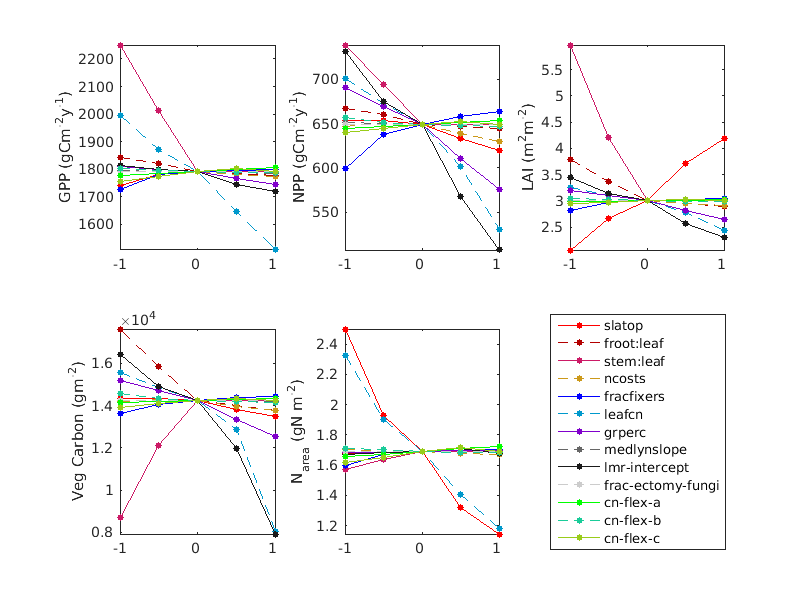 2200
2100
2000
1900
1800
1700
1600
GPP (gCm⁻²y⁻¹)
-1 0 1
700
650
600
550
NPP (gCm⁻²y⁻¹)
-1 0 1
5.5
5
4.5
4
3.5
3
2.5
LAI (m²m⁻²)
-1 0 1
×10⁴
1.6
1.4
1.2
1
0.8
Veg Carbon (gm⁻²)
-1 0 1
2.4
2.2
2
1.8
1.6
1.4
1.2
N_area (gN m⁻²)
-1 0 1
slatop
froot:leaf
stem:leaf
ncosts
fracfixers
leafcn
grperc
medlynslope
lmr-intercept
frac-ectomy-fungi
cn-flex-a
cn-flex-b
cn-flex-c